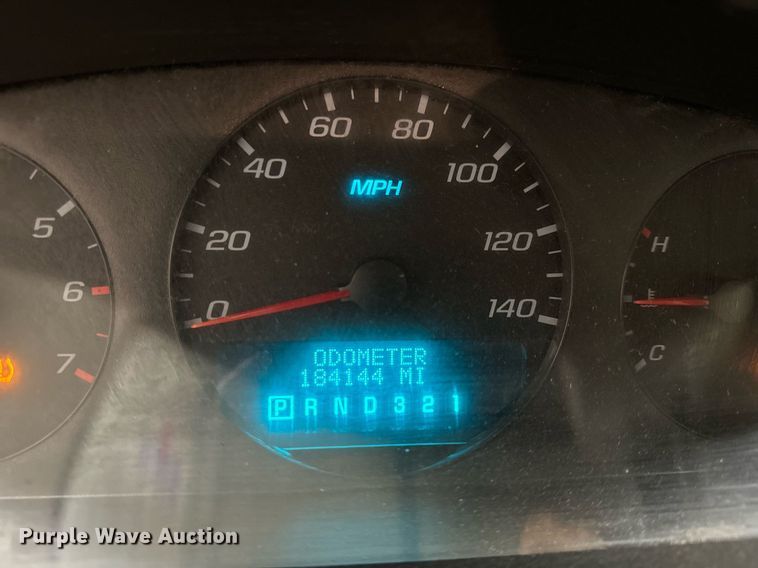 60 80
40 100
MPH
5
20 120
H
6
0 140
ODOMETER
184144 MI
C
7
P R N D 3 2 1
Purple Wave Auction